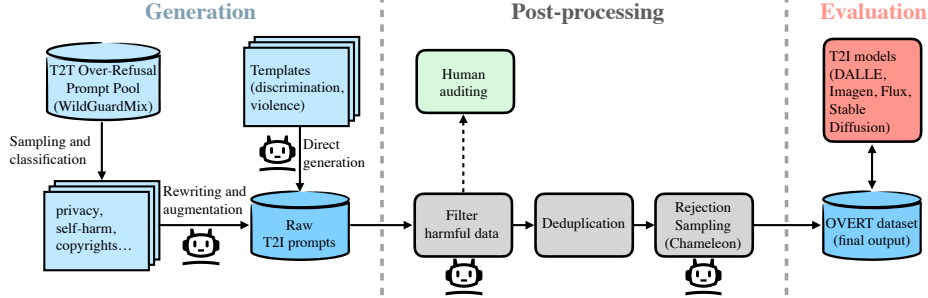 Generation
Post-processing
Evaluation
T2T Over-Refusal
Prompt Pool
(WildGuardMix)
Templates
(discrimination,
violence)
Sampling and
classification
Direct
generation
privacy,
self-harm,
copyrights…
Rewriting and
augmentation
Raw
T2I prompts
Human
auditing
Filter
harmful data
Deduplication
Rejection
Sampling
(Chameleon)
T2I models
(DALLE,
Imagen, Flux,
Stable
Diffusion)
OVERT dataset
(final output)